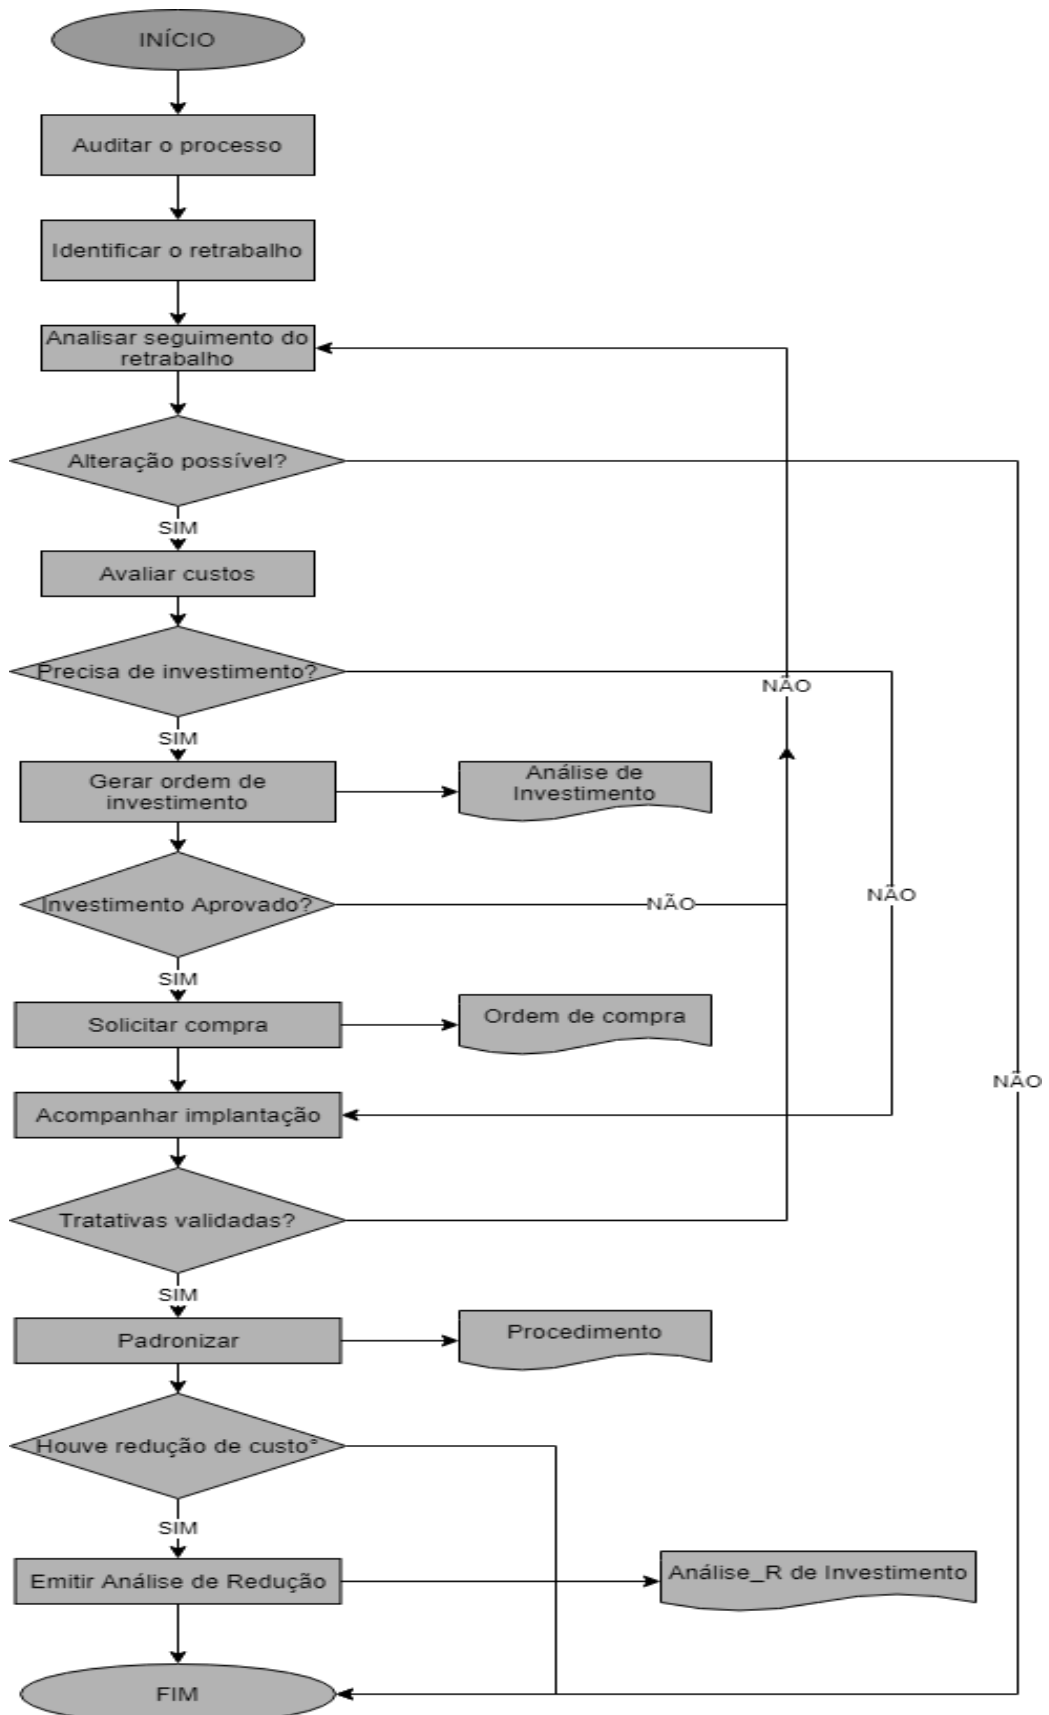 INÍCIO
Auditar o processo
Identificar o retrabalho
Analisar seguimento do
retrabalho
Alteração possível?
SIM
Avaliar custos
Precisa de investimento?
NÃO
SIM
Gerar ordem de
investimento
Análise de
Investimento
Investimento Aprovado?
NÃO
NÃO
SIM
Solicitar compra
Ordem de compra
NÃO
Acompanhar implantação
Tratativas validadas?
SIM
Padronizar
Procedimento
Houve redução de custo°
SIM
Emitir Análise de Redução
Análise_R de Investimento
FIM